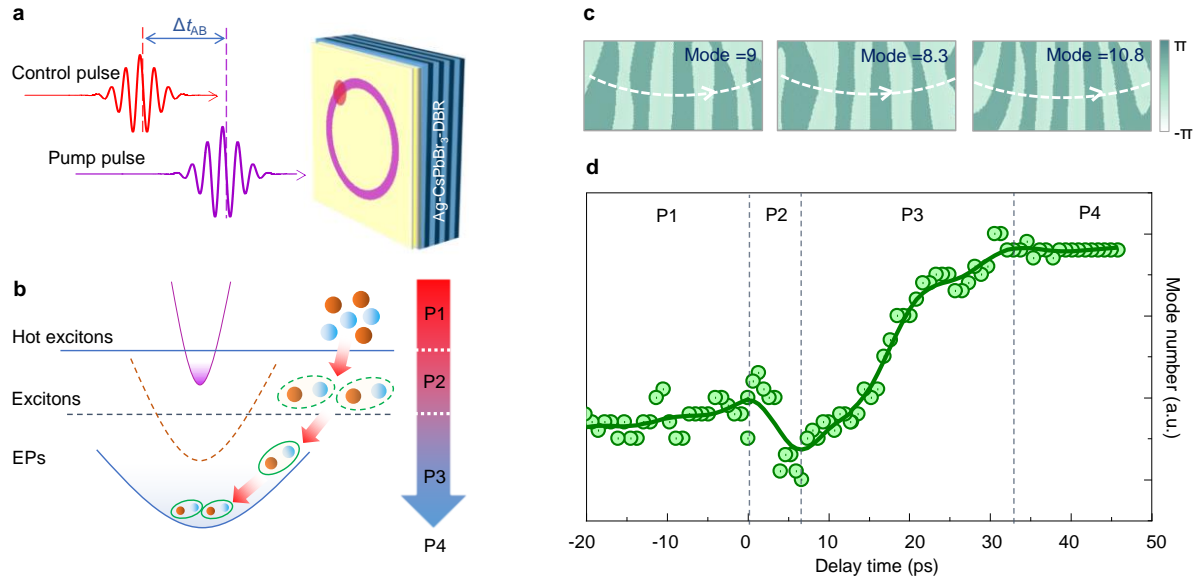 a
Δt_AB
Control pulse
Pump pulse
Ag-CsPbBr₃-DBR
b
Hot excitons
Excitons
EPs
P1
P2
P3
P4
c
Mode =9
Mode =8.3
Mode =10.8
π
-π
d
P1
P2
P3
P4
Mode number (a.u.)
-20
-10
0
10
20
30
40
50
Delay time (ps)